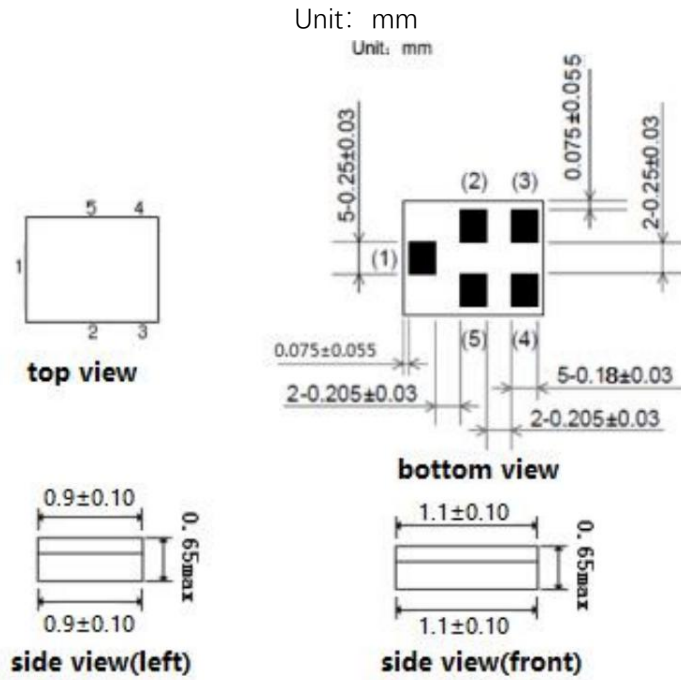 Unit: mm
Unit: mm
5-0.25±0.03
0.075±0.055
2-0.25±0.03
(2) (3)
(1)
(5) (4)
0.075±0.055
2-0.205±0.03
5-0.18±0.03
2-0.205±0.03
bottom view
5 4
1
2 3
top view
0.9±0.10
0.65max
0.9±0.10
side view(left)
1.1±0.10
0.65max
1.1±0.10
side view(front)